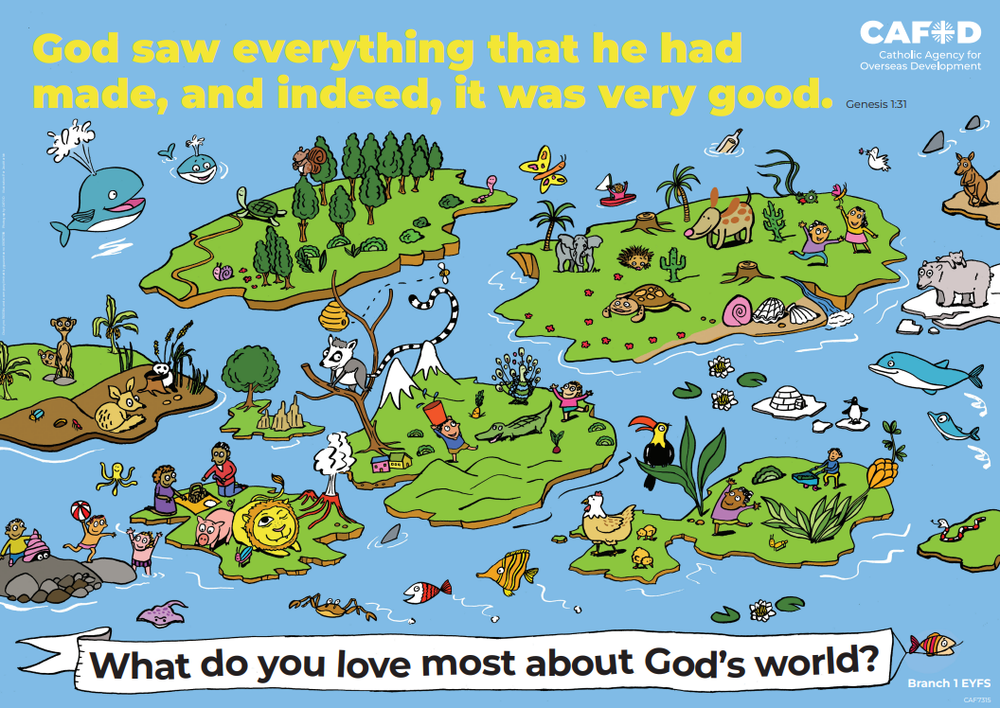 God saw everything that he had
made, and indeed, it was very good.
Genesis 1:31
CAFOD
Catholic Agency for
Overseas Development
What do you love most about God's world?
Branch 1 EYFS
CAF7315